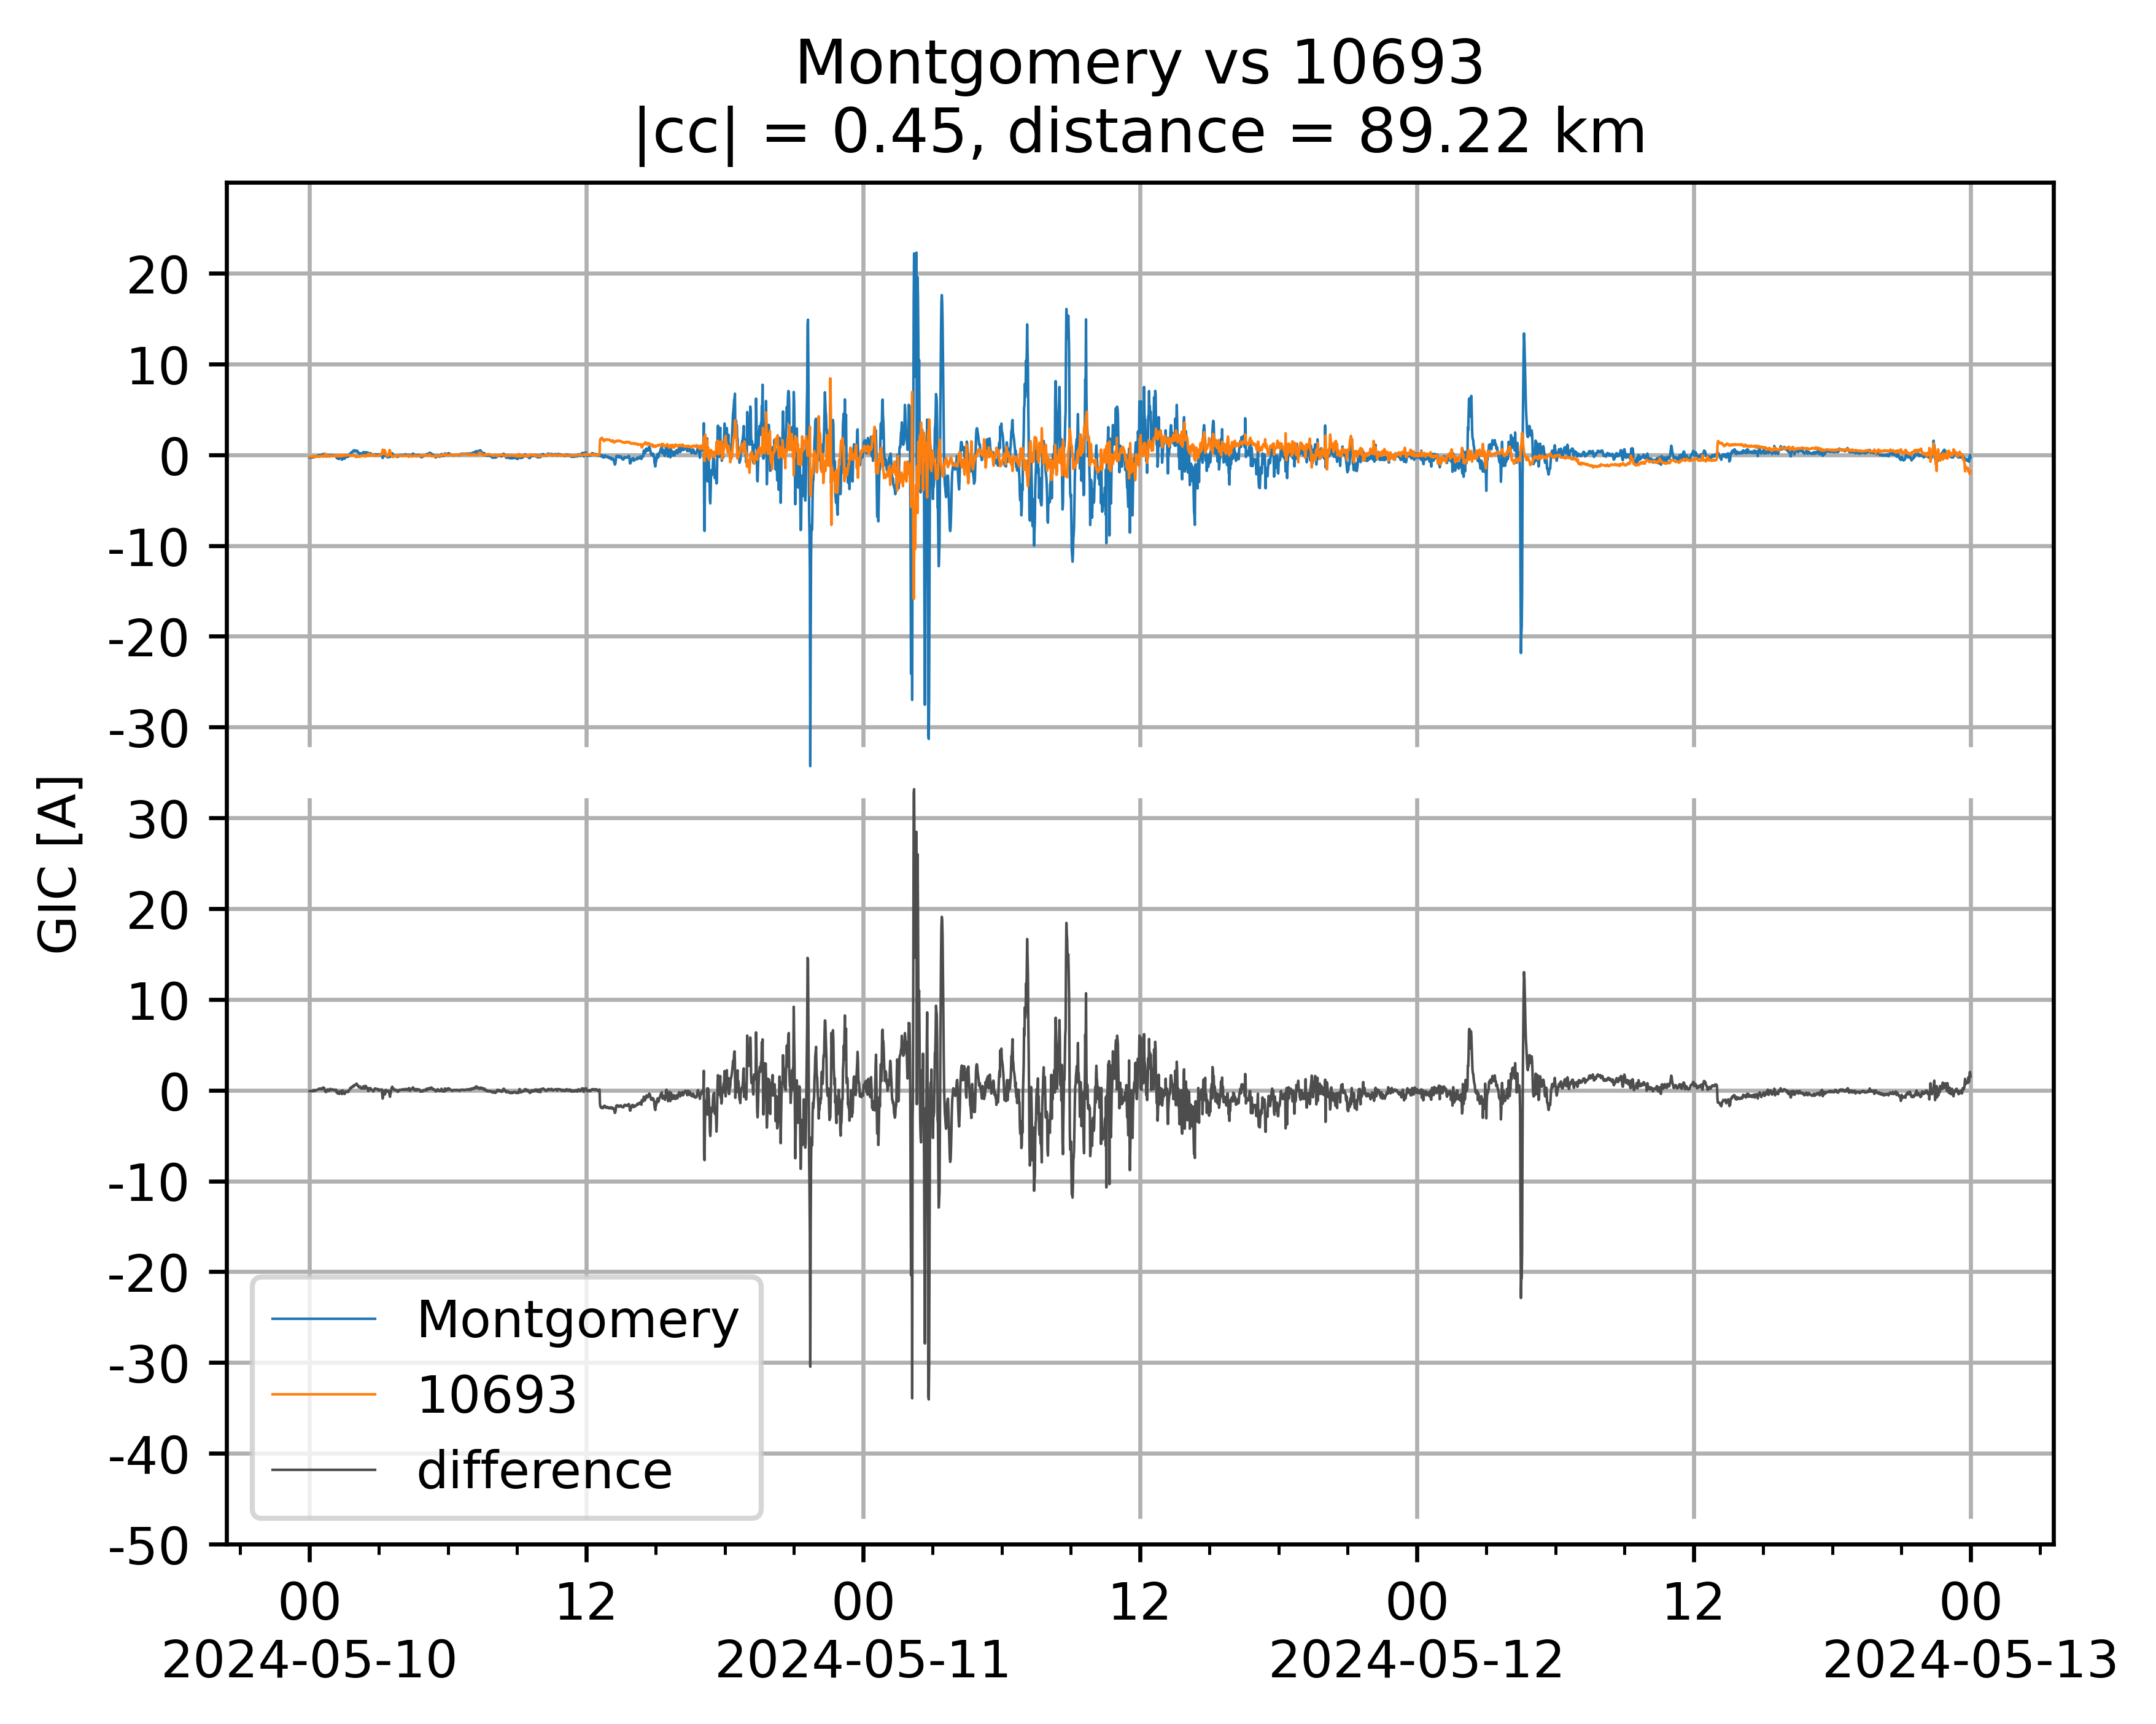 Montgomery vs 10693
|cc| = 0.45, distance = 89.22 km
GIC [A]
20
10
0
-10
-20
-30
30
20
10
0
-10
-20
-30
-40
-50
Montgomery
10693
difference
00 12 00 12 00 12 00
2024-05-10 2024-05-11 2024-05-12 2024-05-13